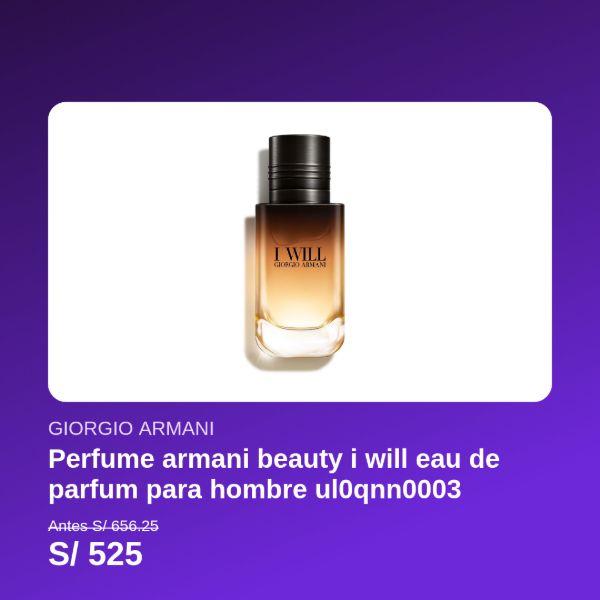 I WILL
GIORGIO ARMANI
GIORGIO ARMANI
Perfume armani beauty i will eau de
parfum para hombre ul0qnn0003
Antes S/ 656.25
S/ 525